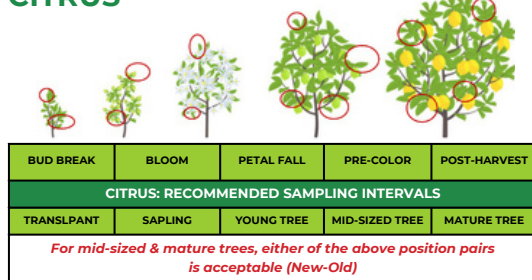 CITRUS
BUD BREAK BLOOM PETAL FALL PRE-COLOR POST-HARVEST
CITRUS: RECOMMENDED SAMPLING INTERVALS
TRANSLPANT SAPLING YOUNG TREE MID-SIZED TREE MATURE TREE
For mid-sized & mature trees, either of the above position pairs
is acceptable (New-Old)